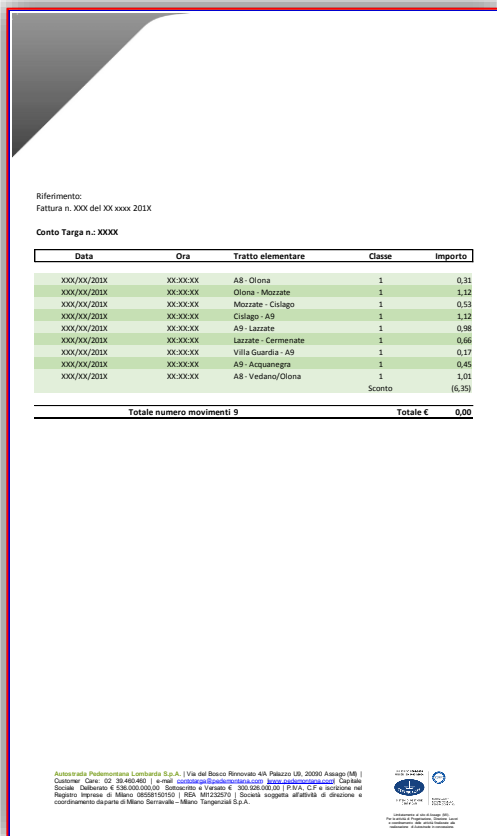 Riferimento:
Fattura n. XXX del XX xxxx 201X
Conto Targa n.: XXXX
Data Ora Tratto elementare Classe Importo
XXX/XX/201X XX:XX:XX A8 - Olona 1 0,31
XXX/XX/201X XX:XX:XX Olona - Mozzate 1 1,12
XXX/XX/201X XX:XX:XX Mozzate - Cislago 1 0,53
XXX/XX/201X XX:XX:XX Cislago - A9 1 1,12
XXX/XX/201X XX:XX:XX A9 - Lazzate 1 0,98
XXX/XX/201X XX:XX:XX Lazzate - Cermenate 1 0,66
XXX/XX/201X XX:XX:XX Villa Guardia - A9 1 0,17
XXX/XX/201X XX:XX:XX A9 - Acquanegra 1 0,45
XXX/XX/201X XX:XX:XX A8 - Vedano/Olona 1 1,01
Sconto (6,35)
Totale numero movimenti 9 Totale € 0,00
Autostrada Pedemontana Lombarda S.p.A. | Via del Bosco Rinnovato 4/A Palazzo U9, 20090 Assago (MI) |
Customer Care: 02 39.460.460 | e-mail contotarga@pedemontana.com |www.pedemontana.com| Capitale
Sociale Deliberato € 536.000.000,00 Sottoscritto e Versato € 300.926.000,00 | P.IVA, C.F e iscrizione nel
Registro Imprese di Milano 08558150150 | REA MI1232570 | Società soggetta all'attività di direzione e
coordinamento da parte di Milano Serravalle – Milano Tangenziali S.p.A.